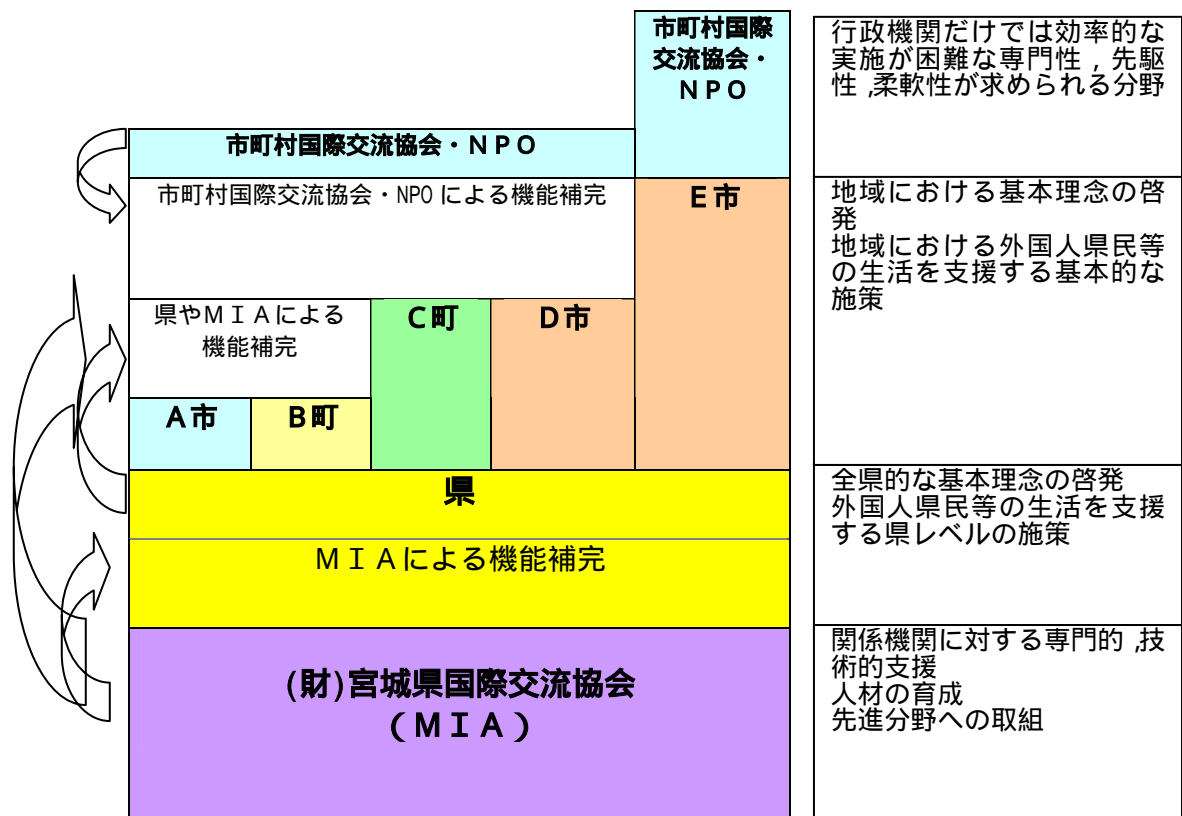 市町村国際
交流協会・
ＮＰＯ
市町村国際交流協会・ＮＰＯ
市町村国際交流協会・NPO による機能補完
Ｅ市
県やＭＩＡによる
機能補完
Ｃ町
Ｄ市
Ａ市
Ｂ町
県
ＭＩＡによる機能補完
(財)宮城県国際交流協会
（ＭＩＡ）
行政機関だけでは効率的な
実施が困難な専門性，先駆
性，柔軟性が求められる分野
地域における基本理念の啓
発
地域における外国人県民等
の生活を支援する基本的な
施策
全県的な基本理念の啓発
外国人県民等の生活を支援
する県レベルの施策
関係機関に対する専門的，技
術的支援
人材の育成
先進分野への取組